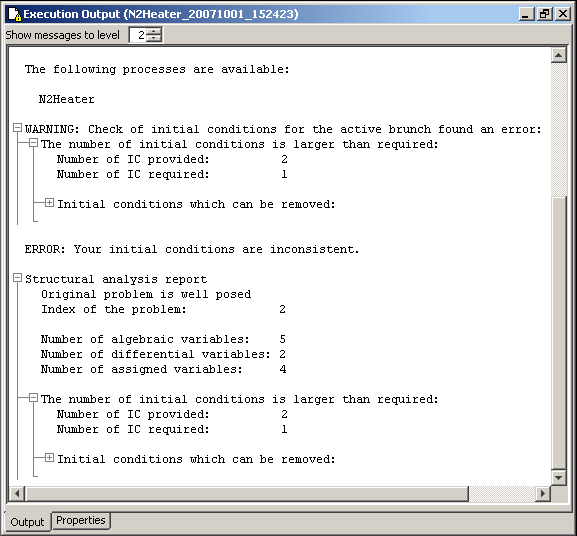 Execution Output (N2Heater_20071001_152423)
Show messages to level 2
The following processes are available:
N2Heater
WARNING: Check of initial conditions for the active brunch found an error:
The number of initial conditions is larger than required:
Number of IC provided: 2
Number of IC required: 1
Initial conditions which can be removed:
ERROR: Your initial conditions are inconsistent.
Structural analysis report
Original problem is well posed
Index of the problem: 2
Number of algebraic variables: 5
Number of differential variables: 2
Number of assigned variables: 4
The number of initial conditions is larger than required:
Number of IC provided: 2
Number of IC required: 1
Initial conditions which can be removed:
Output Properties